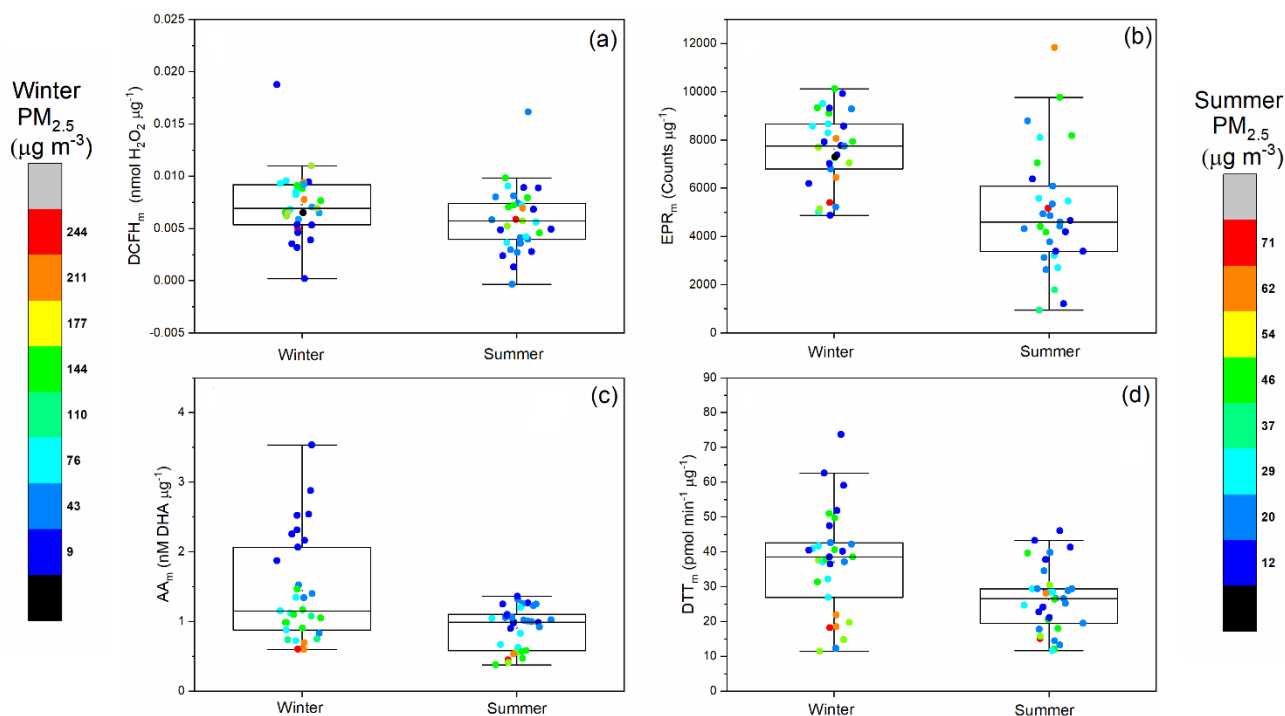 Winter
PM2.5
(μg m-3)
244
211
177
144
110
76
43
9
(a)
DCFHm (nmol H2O2 μg-1)
0.025
0.020
0.015
0.010
0.005
0.000
-0.005
Winter
Summer
(b)
EPRm (Counts μg-1)
12000
10000
8000
6000
4000
2000
0
Winter
Summer
(c)
AAm (nM DHA μg-1)
4
3
2
1
0
Winter
Summer
(d)
DTTm (pmol min-1 μg-1)
90
80
70
60
50
40
30
20
10
0
Winter
Summer
Summer
PM2.5
(μg m-3)
71
62
54
46
37
29
20
12